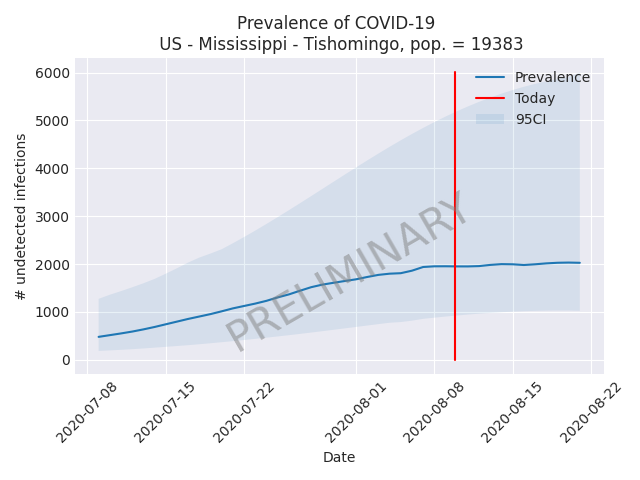 Prevalence of COVID-19
US - Mississippi - Tishomingo, pop. = 19383
# undetected infections
6000
5000
4000
3000
2000
1000
0
Prevalence
Today
95CI
PRELIMINARY
2020-07-08
2020-07-15
2020-07-22
2020-08-01
2020-08-08
2020-08-15
2020-08-22
Date